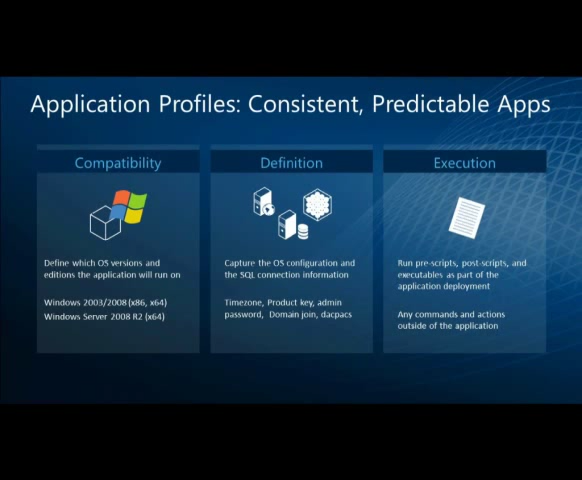 Application Profiles: Consistent, Predictable Apps
Compatibility
Define which OS versions and
editions the application will run on
Windows 2003/2008 (x86, x64)
Windows Server 2008 R2 (x64)
Definition
Capture the OS configuration and
the SQL connection information
Timezone, Product key, admin
password, Domain join, dacpacs
Execution
Run pre-scripts, post-scripts, and
executables as part of the
application deployment
Any commands and actions
outside of the application